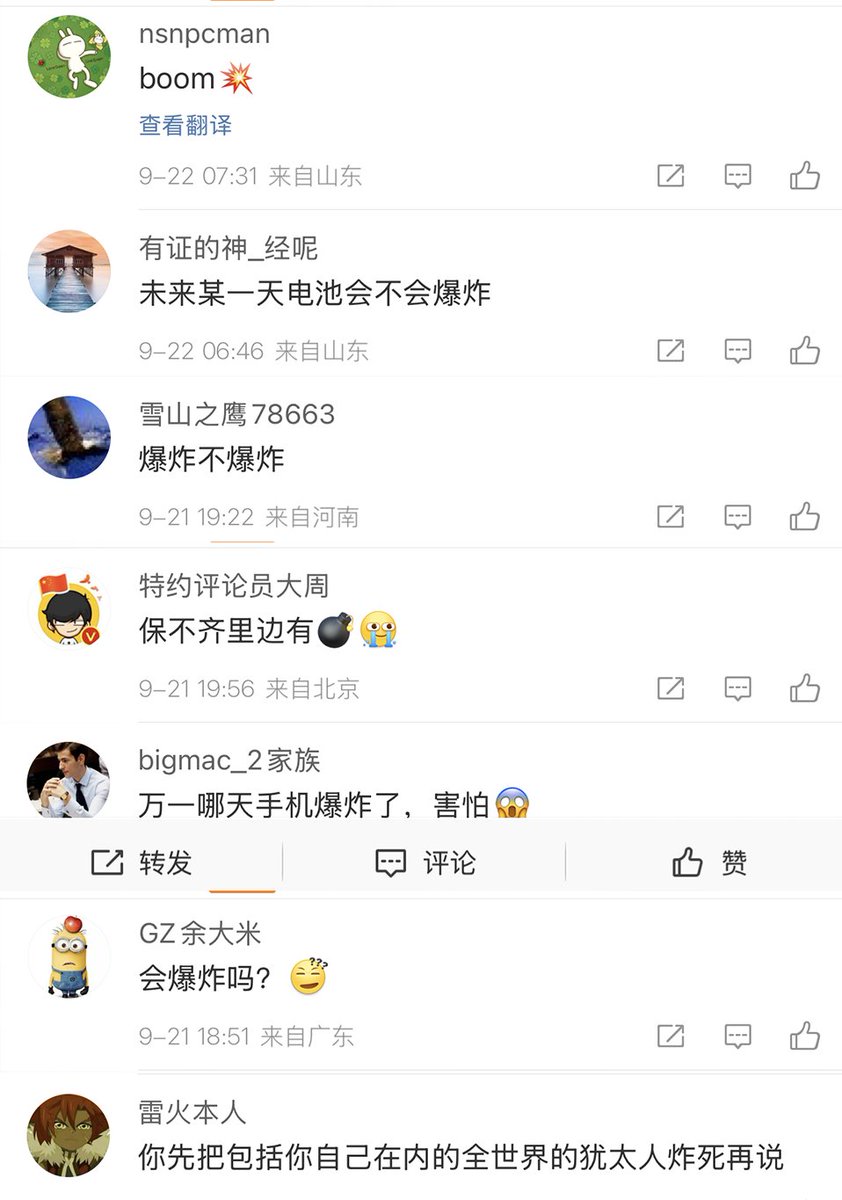 nsnpcman
boom💥
查看翻译
9-22 07:31 来自山东
有证的神_经呢
未来某一天电池会不会爆炸
9-22 06:46 来自山东
雪山之鹰78663
爆炸不爆炸
9-21 19:22 来自河南
特约评论员大周
保不齐里边有💣😭
9-21 19:56 来自北京
bigmac_2家族
万一哪天手机爆炸了，害怕😱
转发 评论 赞
GZ余大米
会爆炸吗？
9-21 18:51 来自广东
雷火本人
你先把包括你自己在内的全世界的犹太人炸死再说